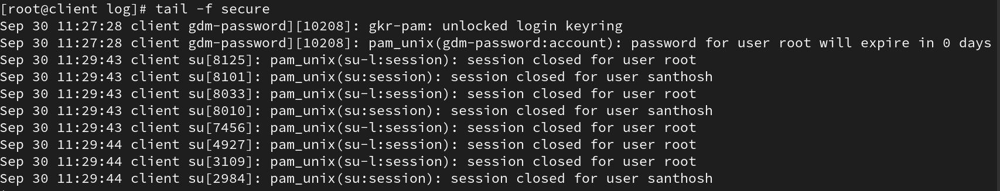 [root@client log]# tail -f secure
Sep 30 11:27:28 client gdm-password][10208]: gkr-pam: unlocked login keyring
Sep 30 11:27:28 client gdm-password][10208]: pam_unix(gdm-password:account): password for user root will expire in 0 days
Sep 30 11:29:43 client su[8125]: pam_unix(su-l:session): session closed for user root
Sep 30 11:29:43 client su[8101]: pam_unix(su:session): session closed for user santhosh
Sep 30 11:29:43 client su[8033]: pam_unix(su-l:session): session closed for user root
Sep 30 11:29:43 client su[8010]: pam_unix(su:session): session closed for user santhosh
Sep 30 11:29:43 client su[7456]: pam_unix(su-l:session): session closed for user root
Sep 30 11:29:44 client su[4927]: pam_unix(su-l:session): session closed for user root
Sep 30 11:29:44 client su[3109]: pam_unix(su-l:session): session closed for user root
Sep 30 11:29:44 client su[2984]: pam_unix(su:session): session closed for user santhosh